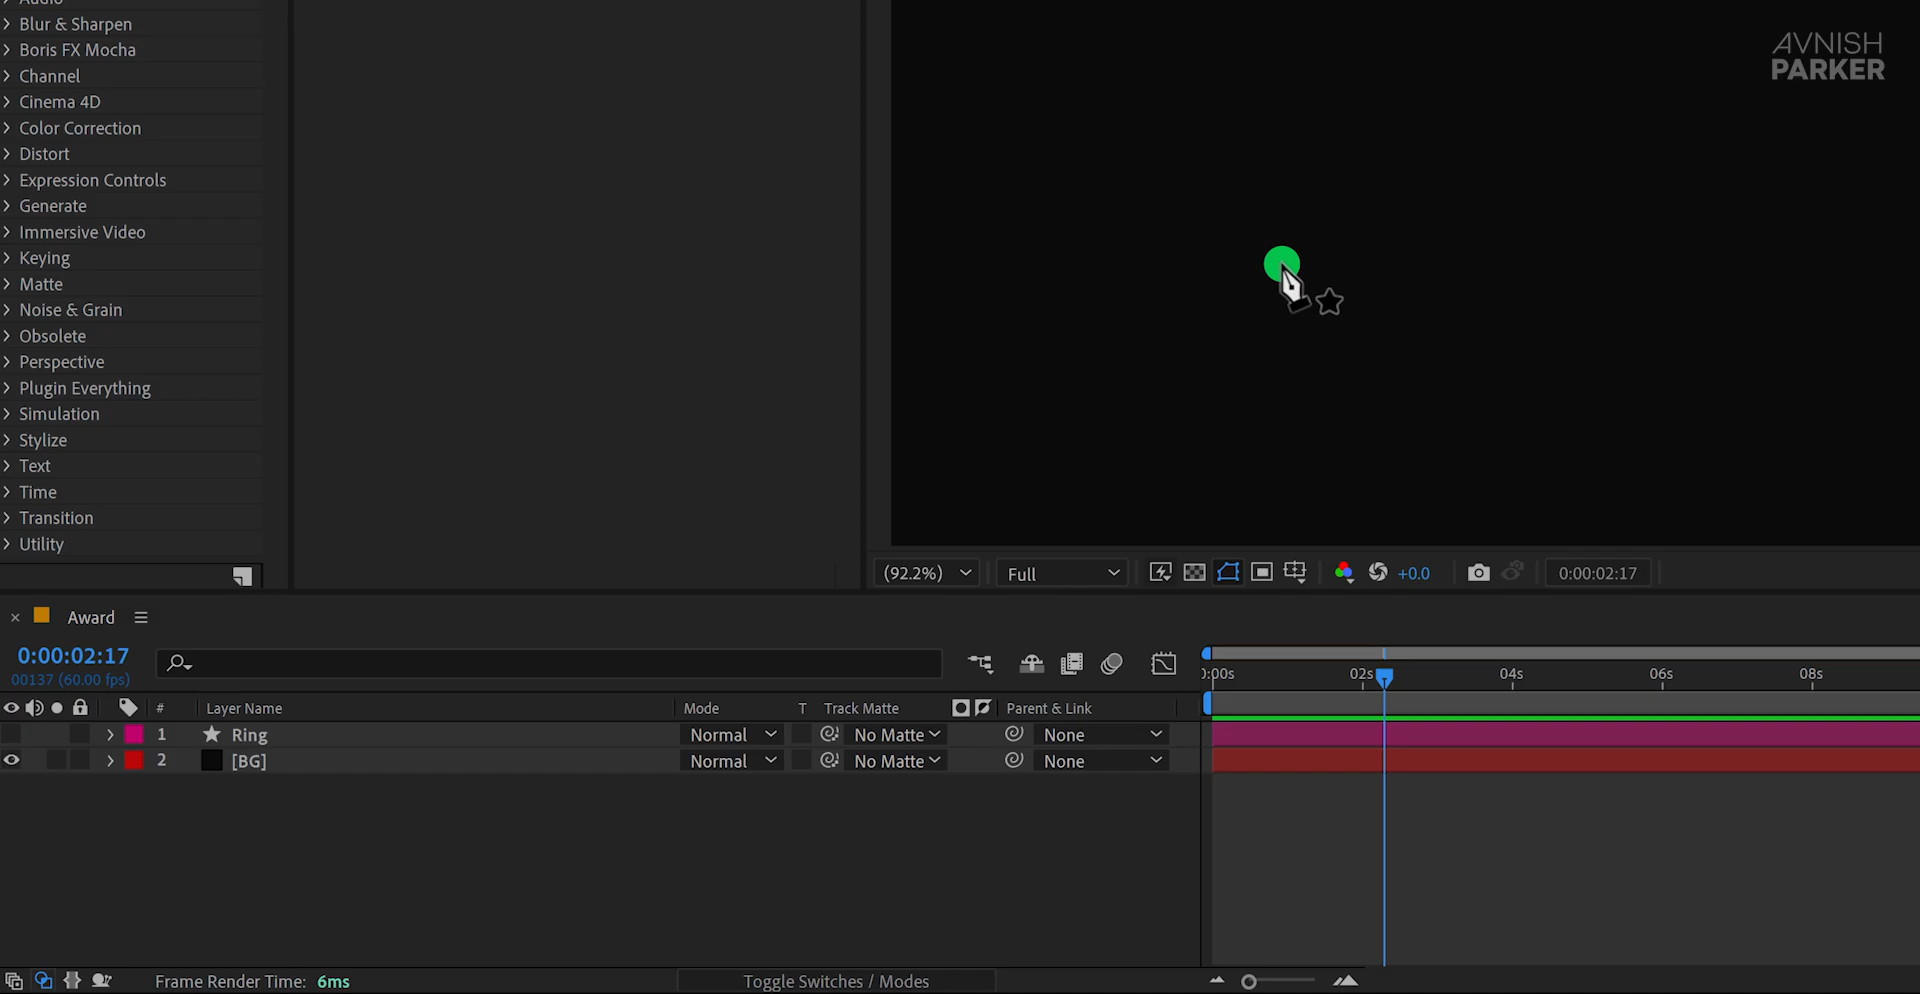 Audio
Blur & Sharpen
Boris FX Mocha
Channel
Cinema 4D
Color Correction
Distort
Expression Controls
Generate
Immersive Video
Keying
Matte
Noise & Grain
Obsolete
Perspective
Plugin Everything
Simulation
Stylize
Text
Time
Transition
Utility
AVNISH
PARKER
(92.2%)
Full
+0.0
0:00:02:17
Award
0:00:02:17
00137 (60.00 fps)
:00s
02s
04s
06s
08s
#
Layer Name
Mode
T
Track Matte
Parent & Link
1
Ring
Normal
No Matte
None
2
[BG]
Normal
No Matte
None
Frame Render Time: 6ms
Toggle Switches / Modes